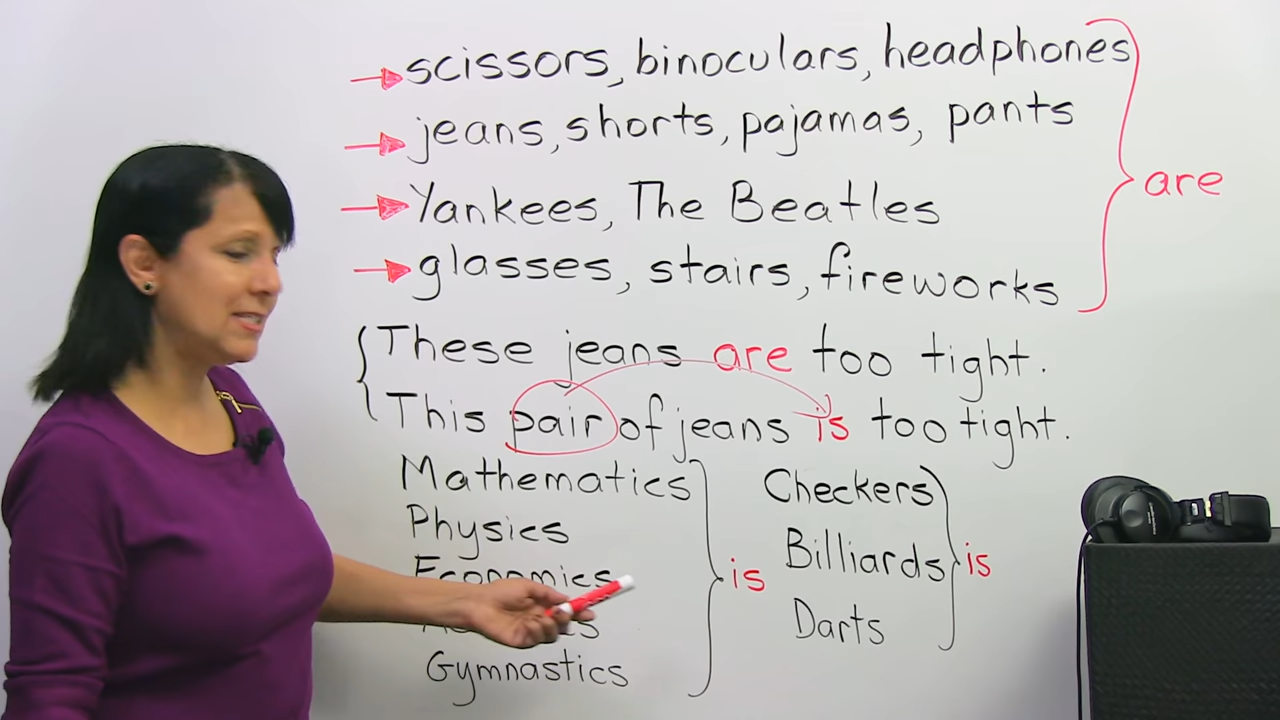 scissors, binoculars, headphones
jeans, shorts, pajamas, pants
are
Yankees, The Beatles
glasses, stairs, fireworks
These jeans are too tight.
This pair of jeans is too tight.
Mathematics
Physics
Economics
Gymnastics
is
Checkers
Billiards
Darts
is